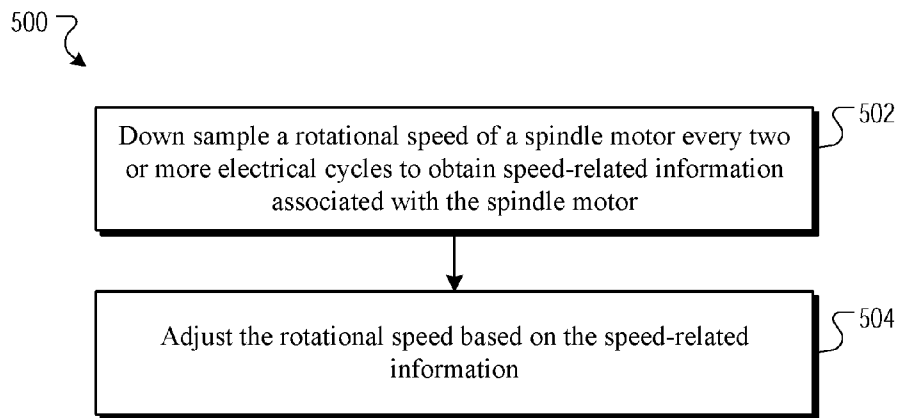 500
502
Down sample a rotational speed of a spindle motor every two
or more electrical cycles to obtain speed-related information
associated with the spindle motor
504
Adjust the rotational speed based on the speed-related
information